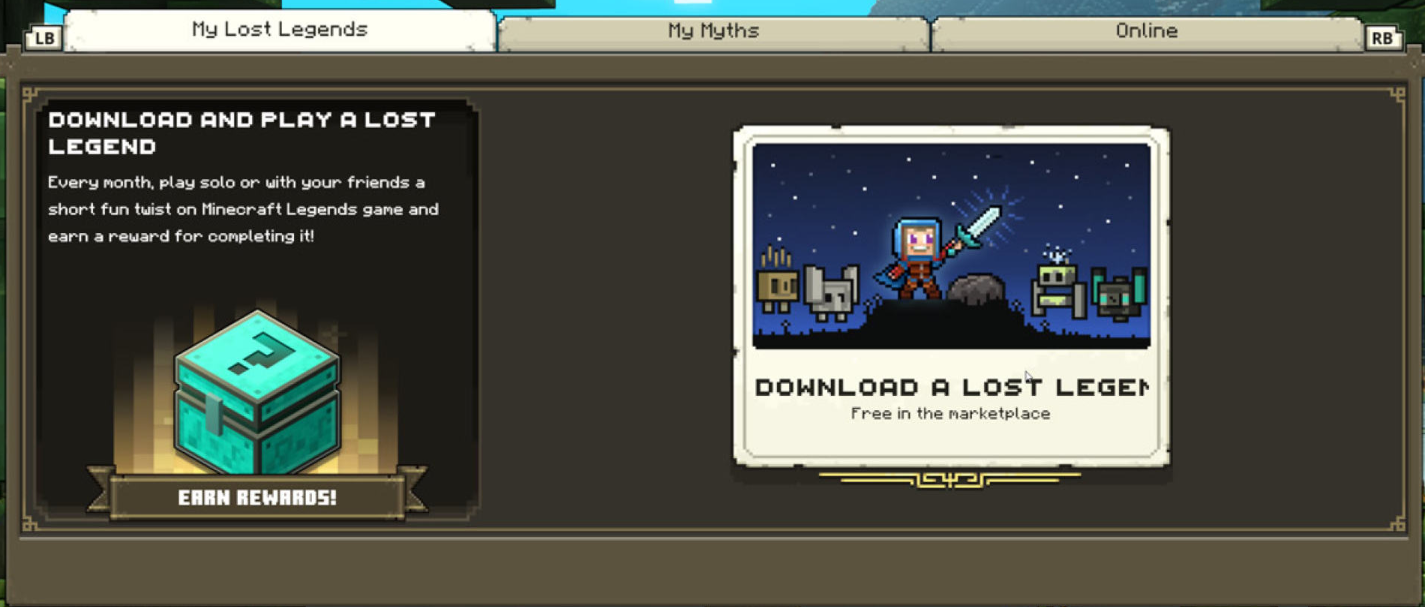 LB
My Lost Legends
My Myths
Online
RB
DOWNLOAD AND PLAY A LOST
LEGEND
Every month, play solo or with your friends a
short fun twist on Minecraft Legends game and
earn a reward for completing it!
EARN REWARDS!
DOWNLOAD A LOST LEGEN
Free in the marketplace